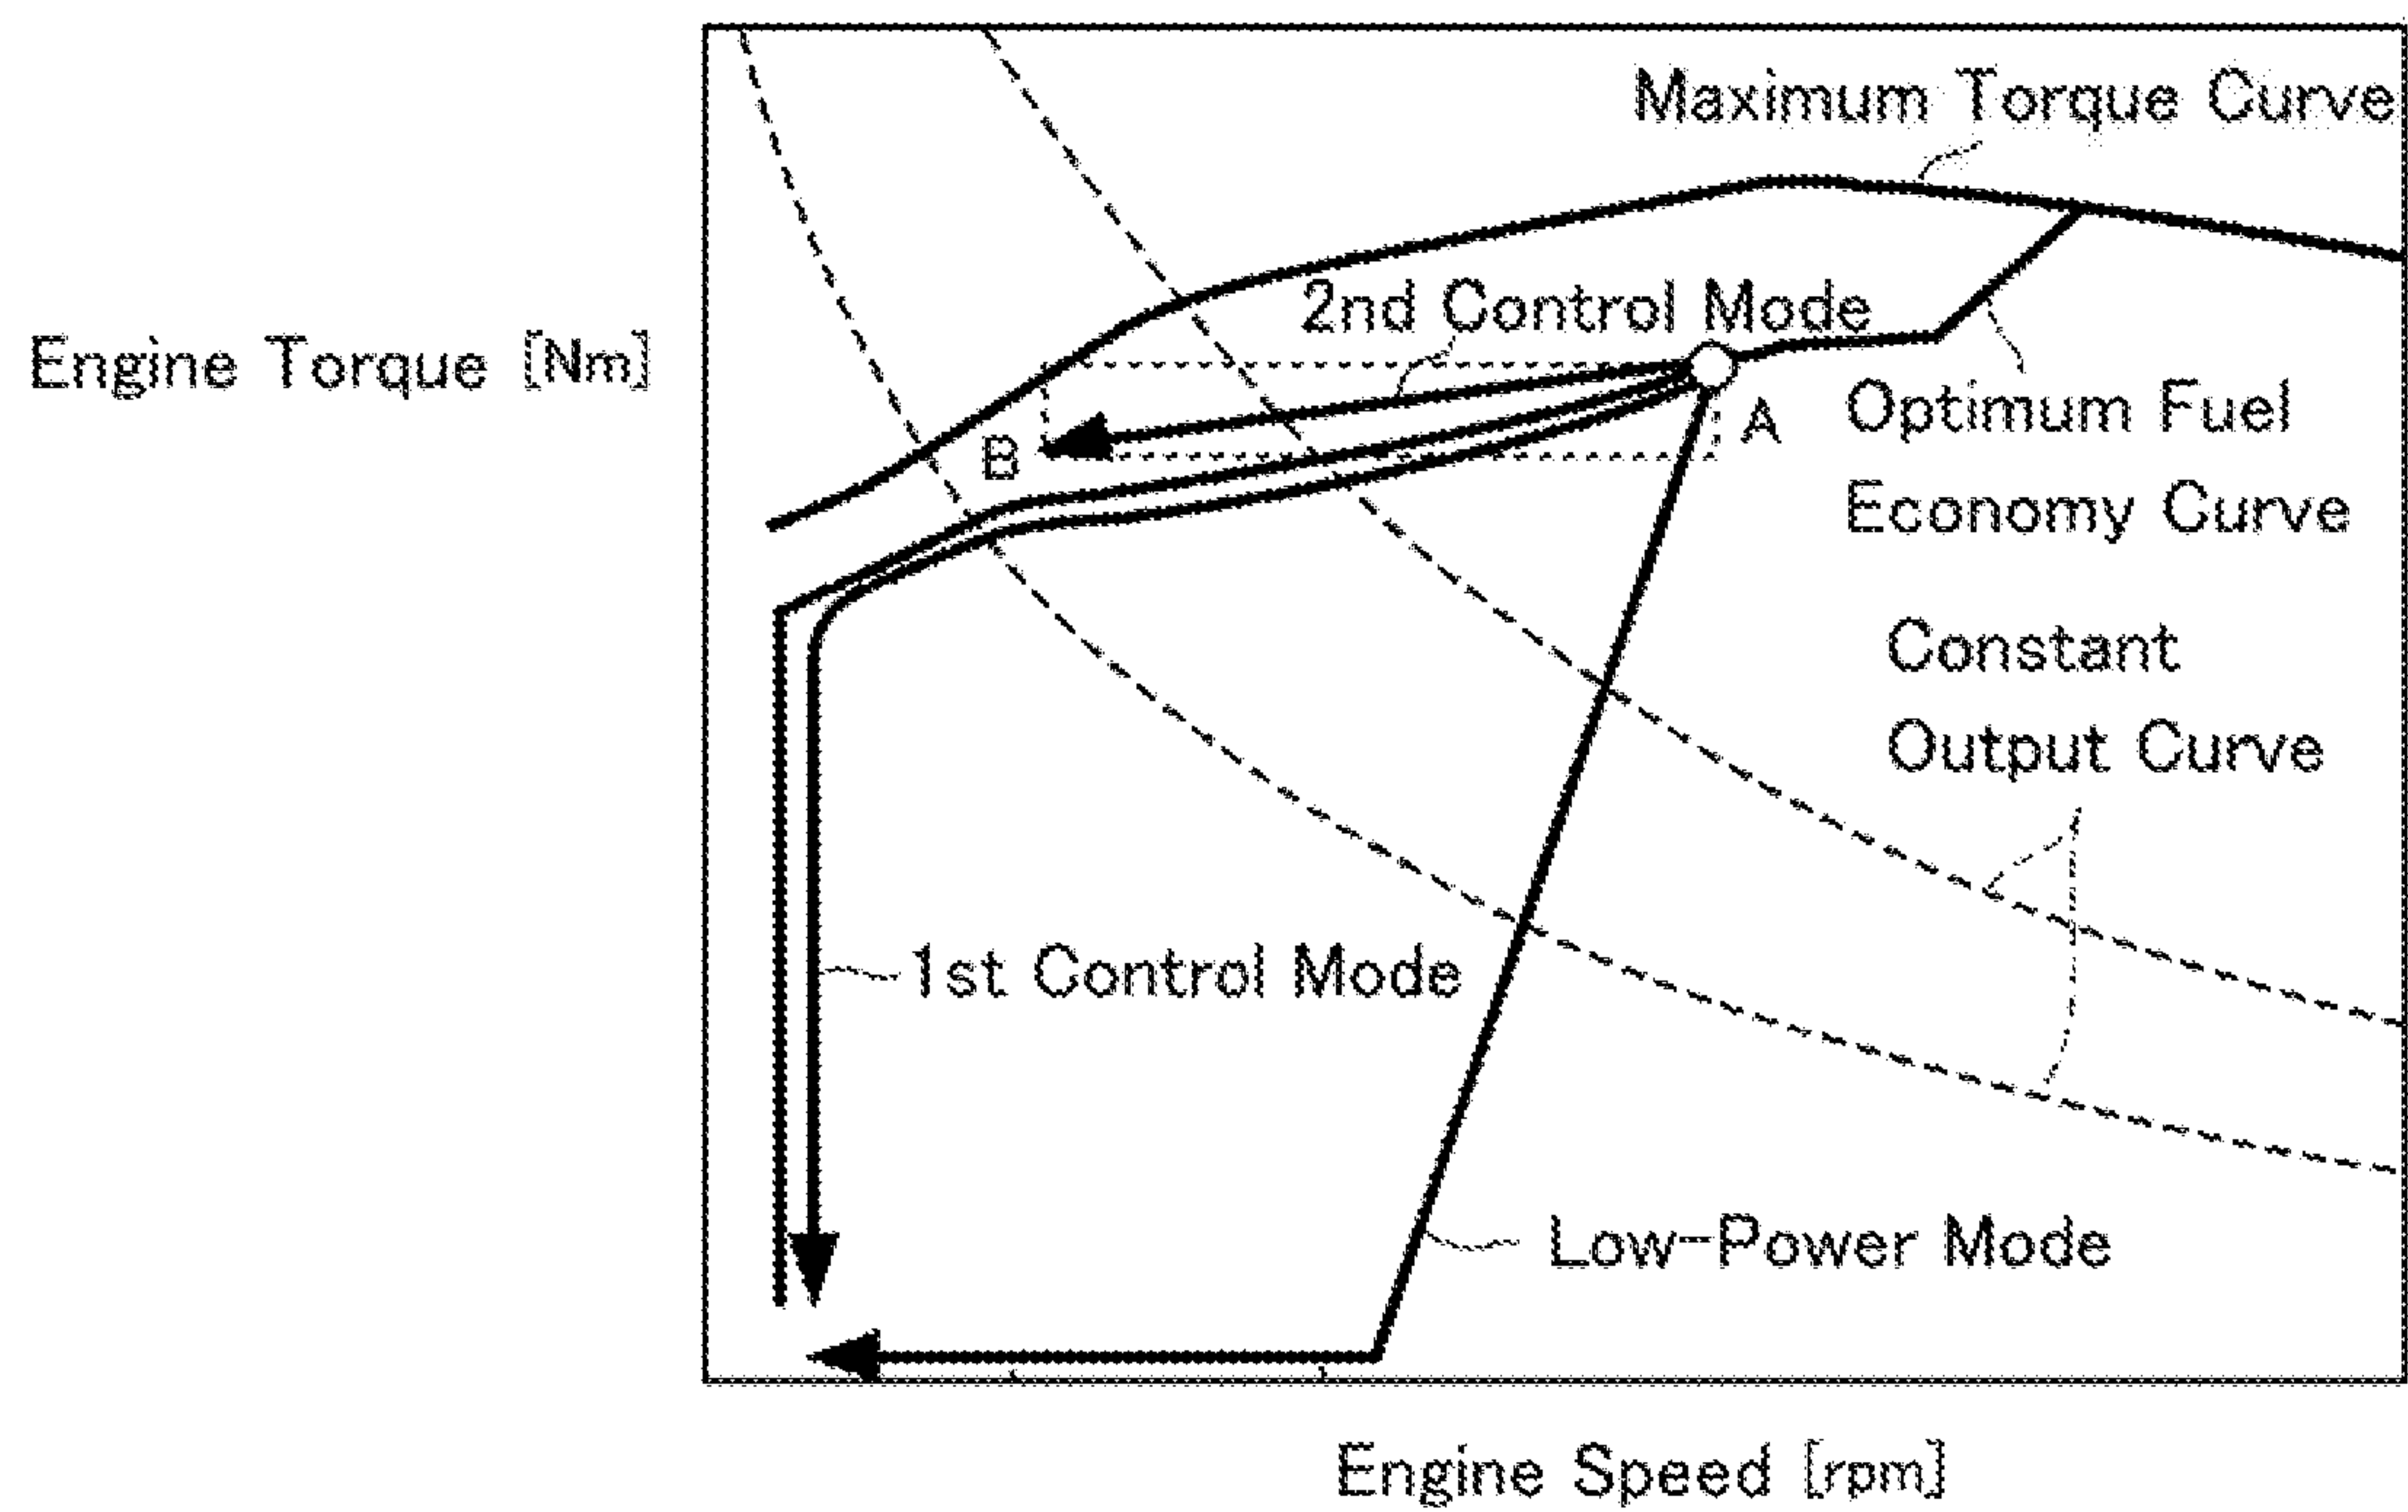 Maximum Torque Curve
2nd Control Mode
Engine Torque [Nm]
A
Optimum Fuel
B
Economy Curve
Constant
Output Curve
1st Control Mode
Low-Power Mode
Engine Speed [rpm]